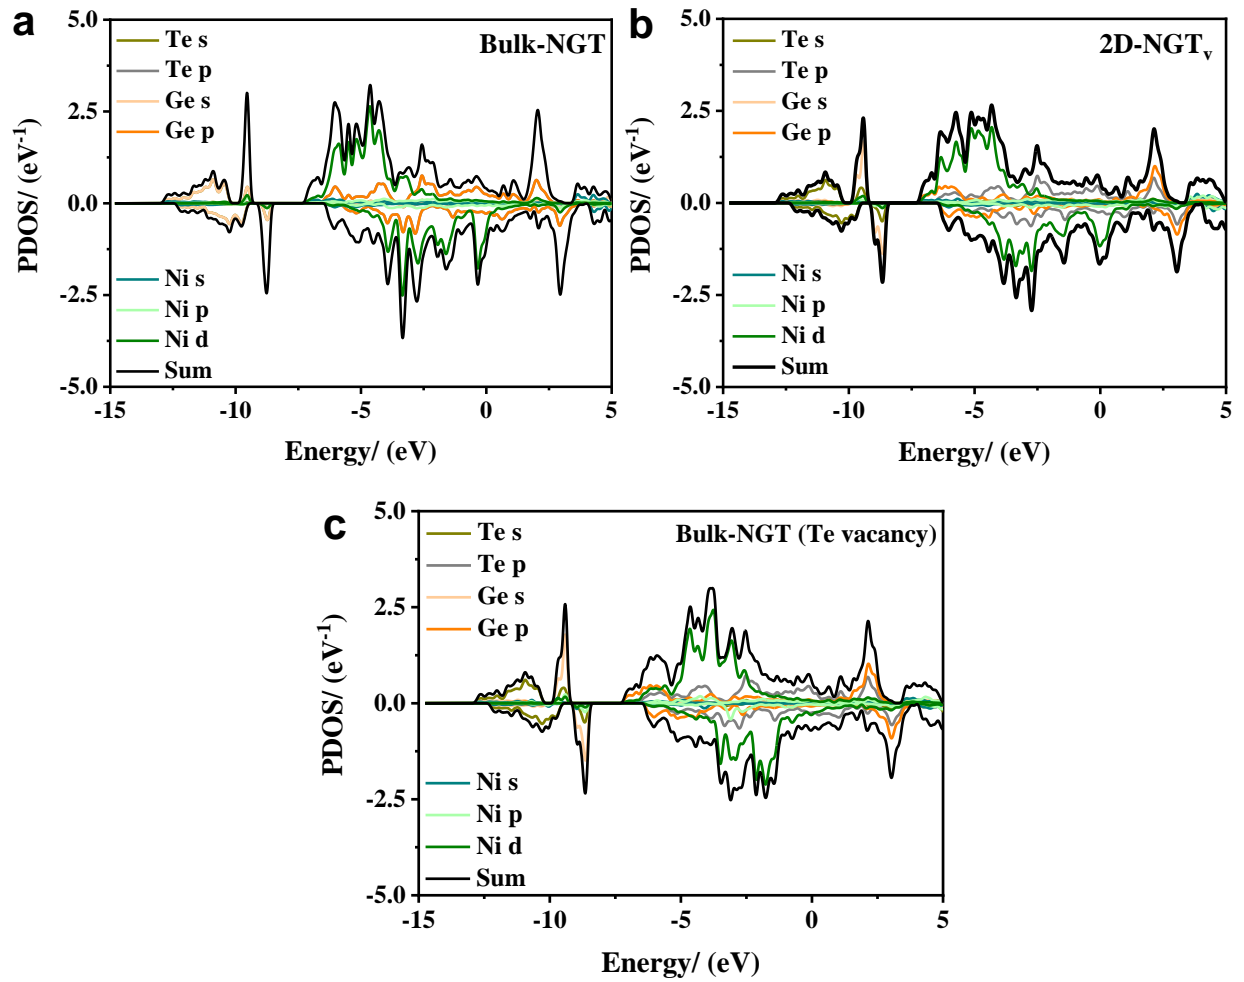 a
Bulk-NGT
Te s
Te p
Ge s
Ge p
Ni s
Ni p
Ni d
Sum
5.0
2.5
0.0
-2.5
-5.0
PDOS/ (eV⁻¹)
-15
-10
-5
0
5
Energy/ (eV)
b
2D-NGTᵥ
Te s
Te p
Ge s
Ge p
Ni s
Ni p
Ni d
Sum
5.0
2.5
0.0
-2.5
-5.0
PDOS/ (eV⁻¹)
-15
-10
-5
0
5
Energy/ (eV)
c
Bulk-NGT (Te vacancy)
Te s
Te p
Ge s
Ge p
Ni s
Ni p
Ni d
Sum
5.0
2.5
0.0
-2.5
-5.0
PDOS/ (eV⁻¹)
-15
-10
-5
0
5
Energy/ (eV)